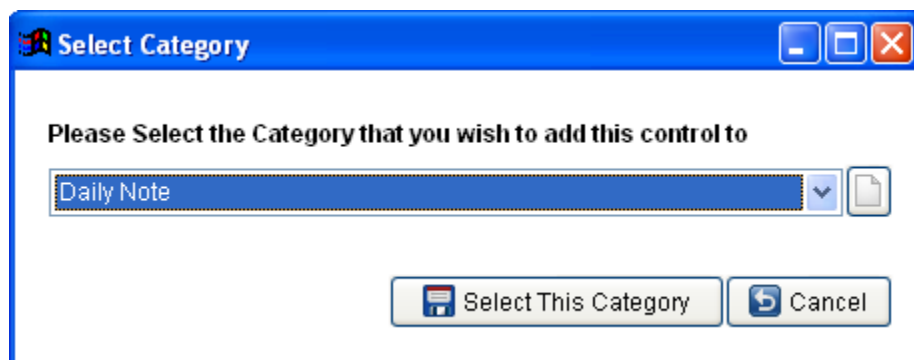 Select Category
Please Select the Category that you wish to add this control to
Daily Note
Select This Category Cancel